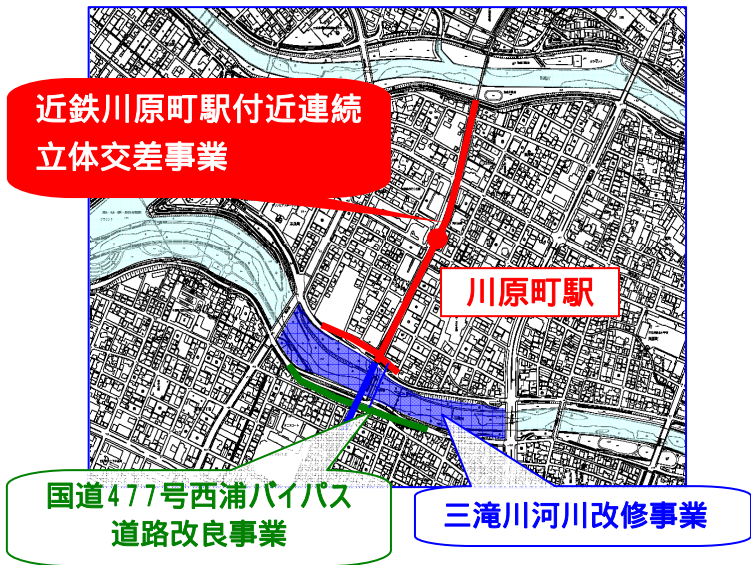 近鉄川原町駅付近連続
立体交差事業
川原町駅
国道477号西浦バイパス
道路改良事業
三滝川河川改修事業